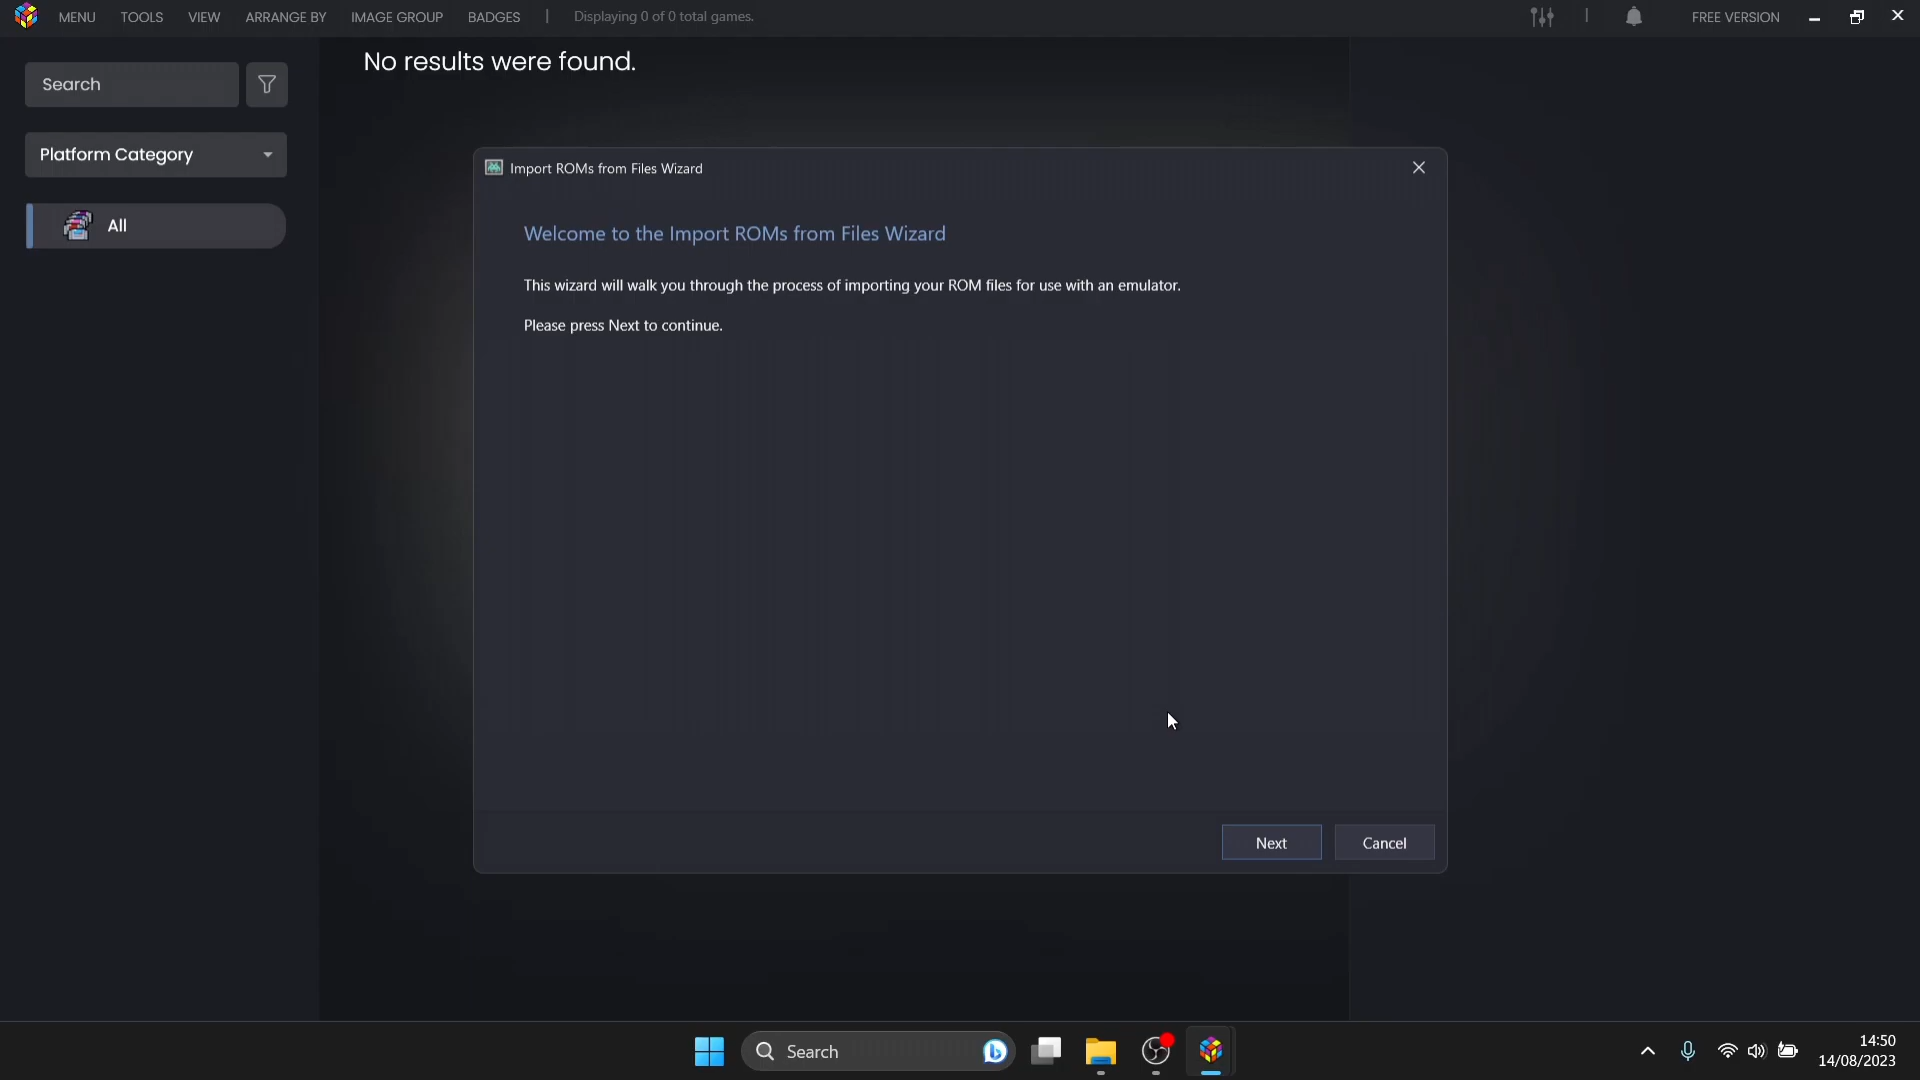 MENU TOOLS VIEW ARRANGE BY IMAGE GROUP BADGES | Displaying 0 of 0 total games. FREE VERSION
No results were found.
Search
Platform Category
All
Import ROMs from Files Wizard
Welcome to the Import ROMs from Files Wizard
This wizard will walk you through the process of importing your ROM files for use with an emulator.
Please press Next to continue.
Next Cancel
Search
14:50
14/08/2023